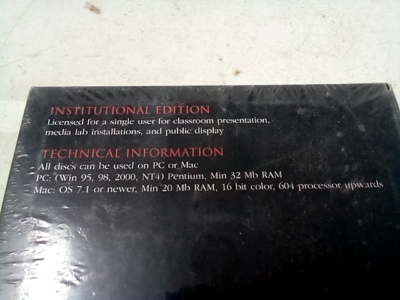 INSTITUTIONAL EDITION
Licensed for a single user for classroom presentation,
media lab installations, and public display
TECHNICAL INFORMATION
All discs can be used on PC or Mac
PC: (Win 95, 98, 2000, NT4) Pentium, Min 32 Mb RAM
Mac: OS 7.1 or newer, Min 20 Mb RAM, 16 bit color, 604 processor upwards